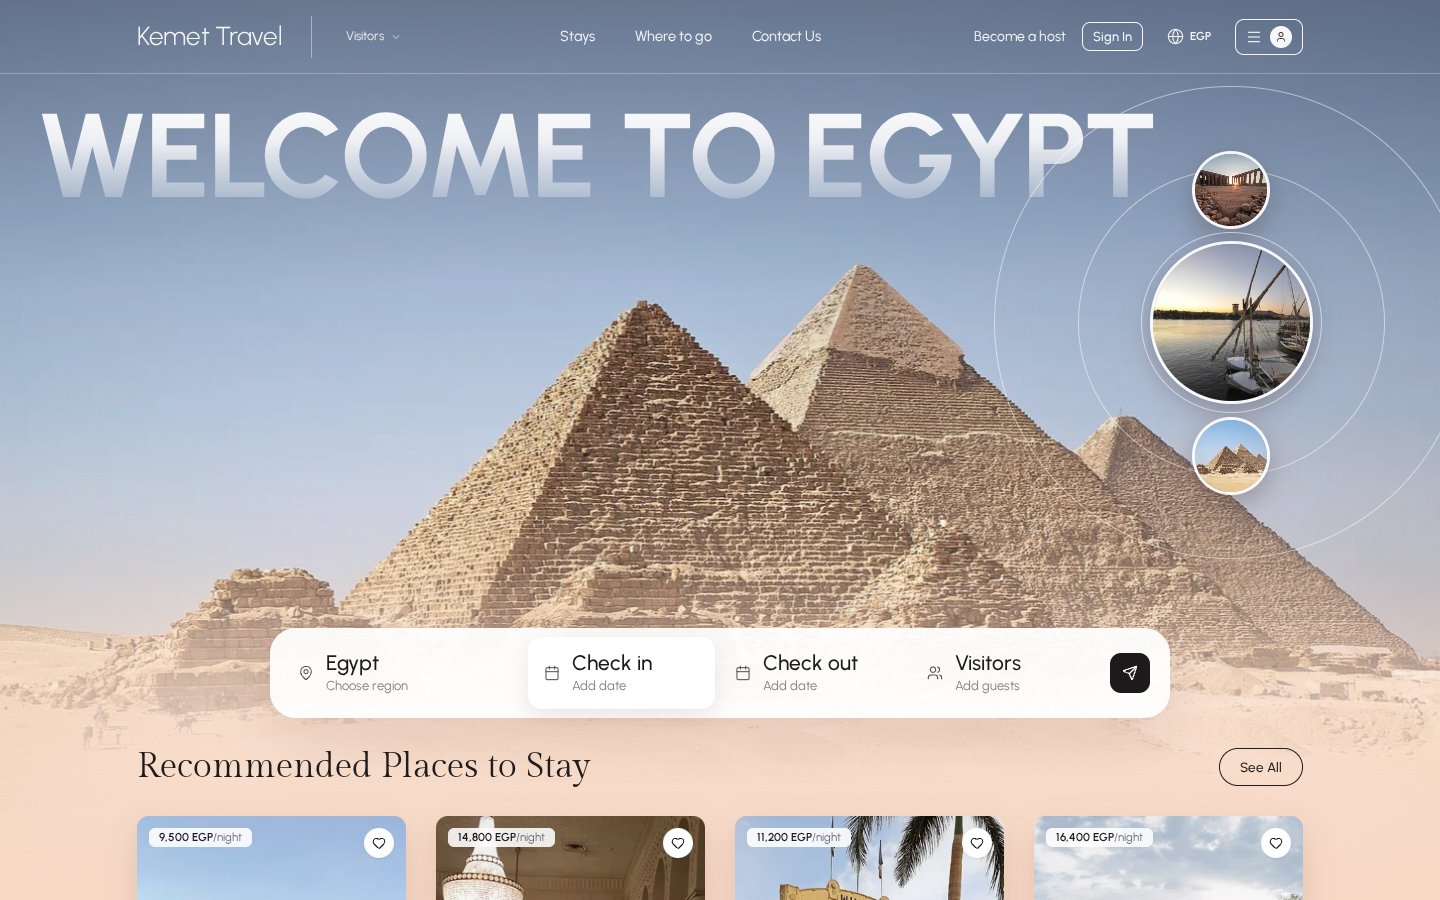 Kemet Travel
Visitors
Stays
Where to go
Contact Us
Become a host
Sign In
EGP
WELCOME TO EGYPT
Egypt
Choose region
Check in
Add date
Check out
Add date
Visitors
Add guests
Recommended Places to Stay
See All
9,500 EGP/night
14,800 EGP/night
11,200 EGP/night
16,400 EGP/night